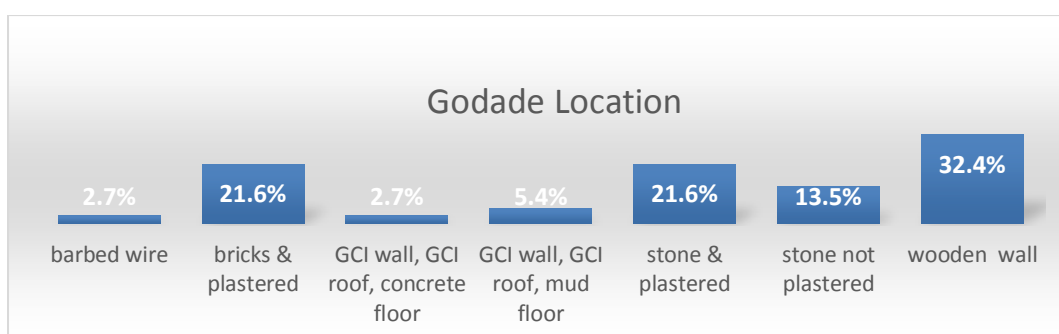 Godade Location
2.7%
21.6%
2.7%
5.4%
21.6%
13.5%
32.4%
barbed wire
bricks &
plastered
GCI wall, GCI
roof, concrete
floor
GCI wall, GCI
roof, mud
floor
stone &
plastered
stone not
plastered
wooden wall